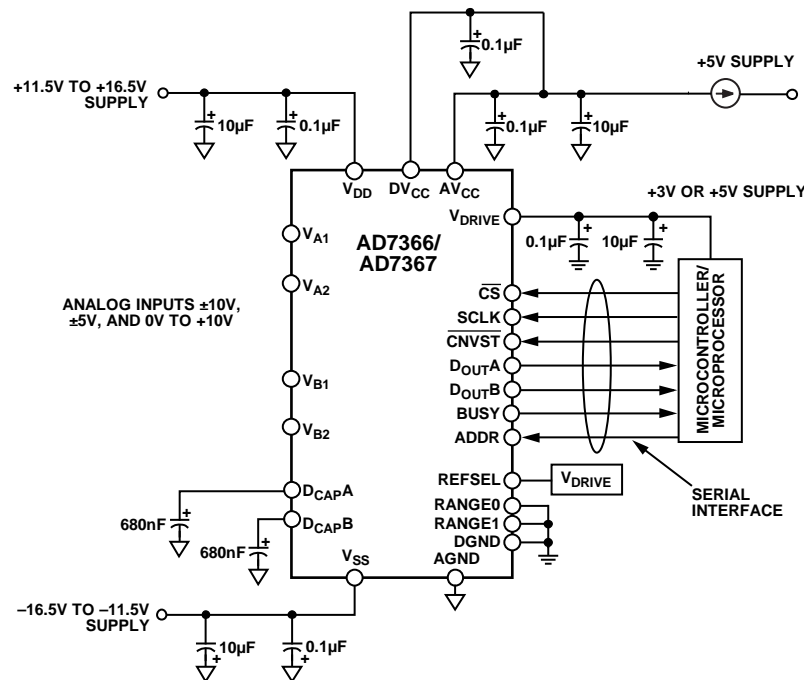 0.1µF
+5V SUPPLY
+11.5V TO +16.5V
SUPPLY
10µF
0.1µF
0.1µF
10µF
VDD
DVCC
AVCC
+3V OR +5V SUPPLY
VDRIVE
0.1µF
10µF
VA1
AD7366/
AD7367
VA2
ANALOG INPUTS ±10V,
±5V, AND 0V TO +10V
CS
SCLK
CNVST
DOUTA
DOUTB
BUSY
ADDR
MICROCONTROLLER/
MICROPROCESSOR
VB1
VB2
REFSEL
VDRIVE
SERIAL
INTERFACE
DCAPA
RANGE0
680nF
DCAPB
RANGE1
680nF
DGND
VSS
AGND
–16.5V TO –11.5V
SUPPLY
10µF
0.1µF